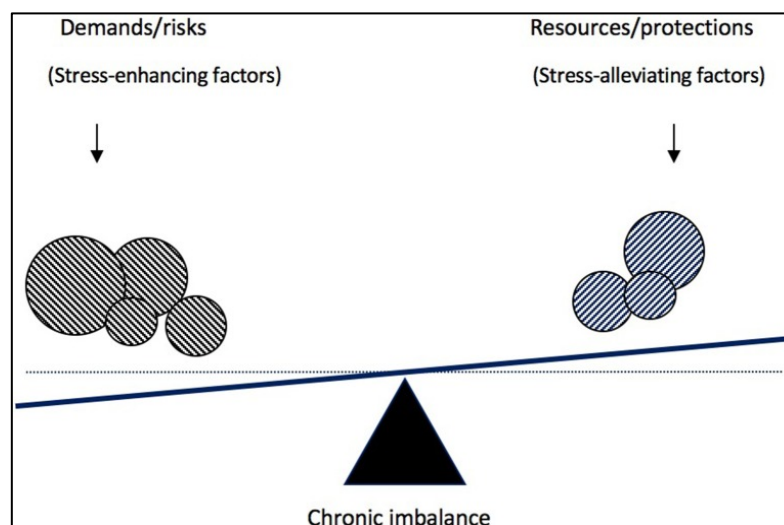 Demands/risks
(Stress-enhancing factors)
Resources/protections
(Stress-alleviating factors)
Chronic imbalance